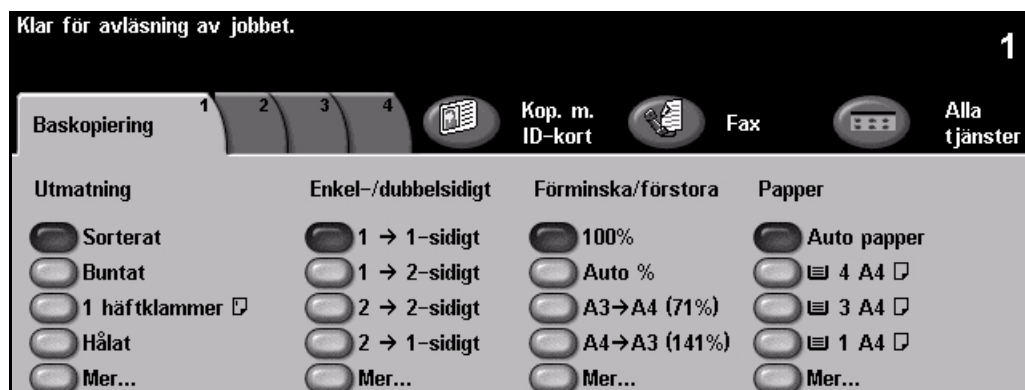 Klar för avläsning av jobbet.
1
Baskopiering
1
2
3
4
Kop. m.
ID-kort
Fax
Alla
tjänster
Utmatning
Sorterat
Buntat
1 häftklammer
Hålat
Mer...
Enkel-/dubbelsidigt
1 → 1-sidigt
1 → 2-sidigt
2 → 2-sidigt
2 → 1-sidigt
Mer...
Förminska/förstora
100%
Auto %
A3→A4 (71%)
A4→A3 (141%)
Mer...
Papper
Auto papper
4 A4
3 A4
1 A4
Mer...